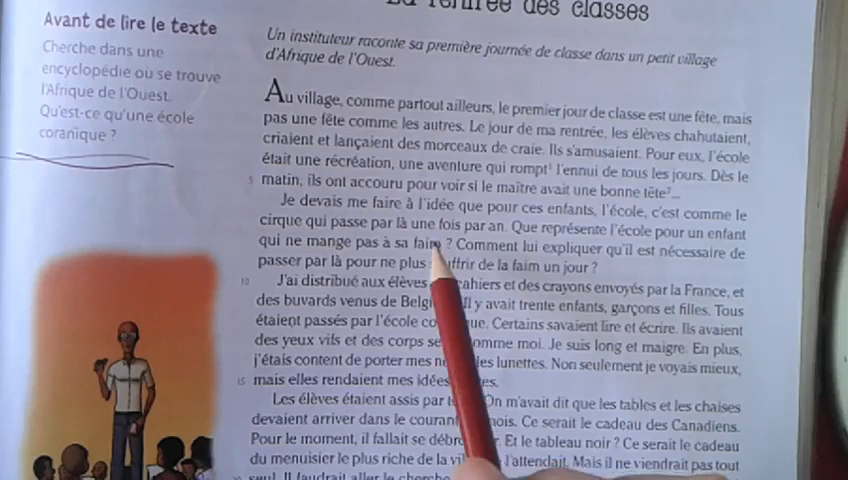 La rentrée des classes
Avant de lire le texte
Cherche dans une
encyclopédie où se trouve
l'Afrique de l'Ouest.
Qu'est-ce qu'une école
coranique ?
Un instituteur raconte sa première journée de classe dans un petit village
d'Afrique de l'Ouest.
Au village, comme partout ailleurs, le premier jour de classe est une fête, mais
pas une fête comme les autres. Le jour de ma rentrée, les élèves chahutaient,
criaient et lançaient des morceaux de craie. Ils s'amusaient. Pour eux, l'école
était une récréation, une aventure qui rompt¹ l'ennui de tous les jours. Dès le
5 matin, ils ont accouru pour voir si le maître avait une bonne tête²...
Je devais me faire à l'idée que pour ces enfants, l'école, c'est comme le
cirque qui passe par là une fois par an. Que représente l'école pour un enfant
qui ne mange pas à sa faim ? Comment lui expliquer qu'il est nécessaire de
passer par là pour ne plus souffrir de la faim un jour ?
10 J'ai distribué aux élèves cahiers et des crayons envoyés par la France, et
des buvards venus de Il y avait trente enfants, garçons et filles. Tous
étaient passés par l'école Certains savaient lire et écrire. Ils avaient
des yeux vifs et des corps comme moi. Je suis long et maigre. En plus,
j'étais content de porter mes les lunettes. Non seulement je voyais mieux,
15 mais elles rendaient mes idées
Les élèves étaient assis par On m'avait dit que les tables et les chaises
devaient arriver dans le courant mois. Ce serait le cadeau des Canadiens.
Pour le moment, il fallait se Et le tableau noir ? Ce serait le cadeau
du menuisier le plus riche de la l'attendait. Mais il ne viendrait pas tout
seul. Il faudrait aller le